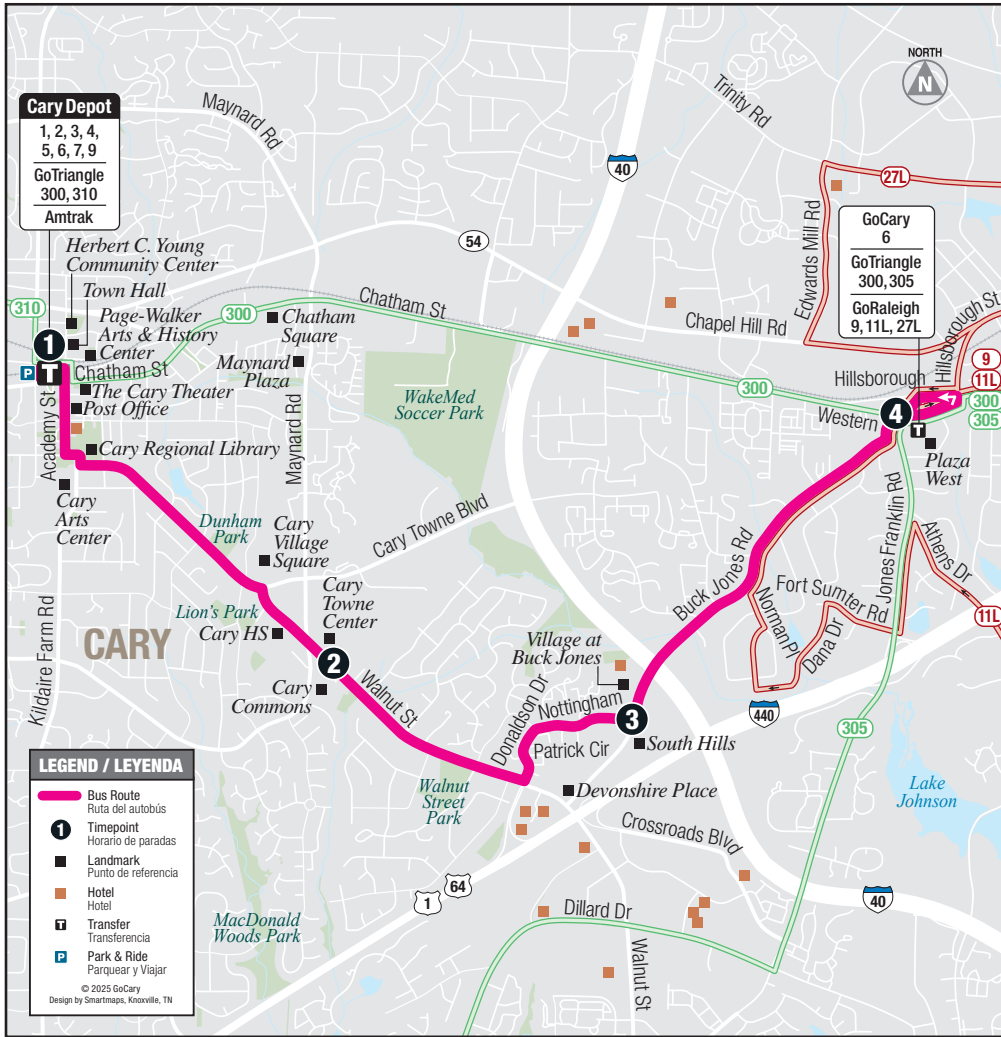 NORTH
N
Cary Depot
1, 2, 3, 4,
5, 6, 7, 9
GoTriangle
300, 310
Amtrak
Maynard Rd
Trinity Rd
40
27L
54
Edwards Mill Rd
GoCary
6
GoTriangle
300, 305
GoRaleigh
9, 11L, 27L
Herbert C. Young
Community Center
Town Hall
Page-Walker
Arts & History
Center
310
300
Chatham St
Chatham
Square
Chapel Hill Rd
Hillsborough St
1
P
T
Chatham St
Maynard
Plaza
The Cary Theater
Post Office
Academy St
Cary Regional Library
Maynard Rd
WakeMed
Soccer Park
300
Hillsborough
9
11L
300
305
7
Western
4
T
Plaza
West
Cary
Arts
Center
Dunham
Park
Cary
Village
Square
Cary Towne Blvd
Buck Jones Rd
Jones Franklin Rd
Athens Dr
Fort Sumter Rd
Norman Pl
Dana Dr
11L
Kildaire Farm Rd
CARY
Lion's Park
Cary HS
Cary
Towne
Center
2
Cary
Commons
Walnut St
Village at
Buck Jones
Donaldson Dr
Nottingham
3
Patrick Cir
South Hills
440
305
Walnut
Street
Park
Devonshire Place
Crossroads Blvd
Lake
Johnson
1
64
40
MacDonald
Woods Park
Dillard Dr
Walnut St
LEGEND / LEYENDA
Bus Route
Ruta del autobús
1
Timepoint
Horario de paradas
Landmark
Punto de referencia
Hotel
Hotel
T
Transfer
Transferencia
P
Park & Ride
Parquear y Viajar
© 2025 GoCary
Design by Smartmaps, Knoxville, TN